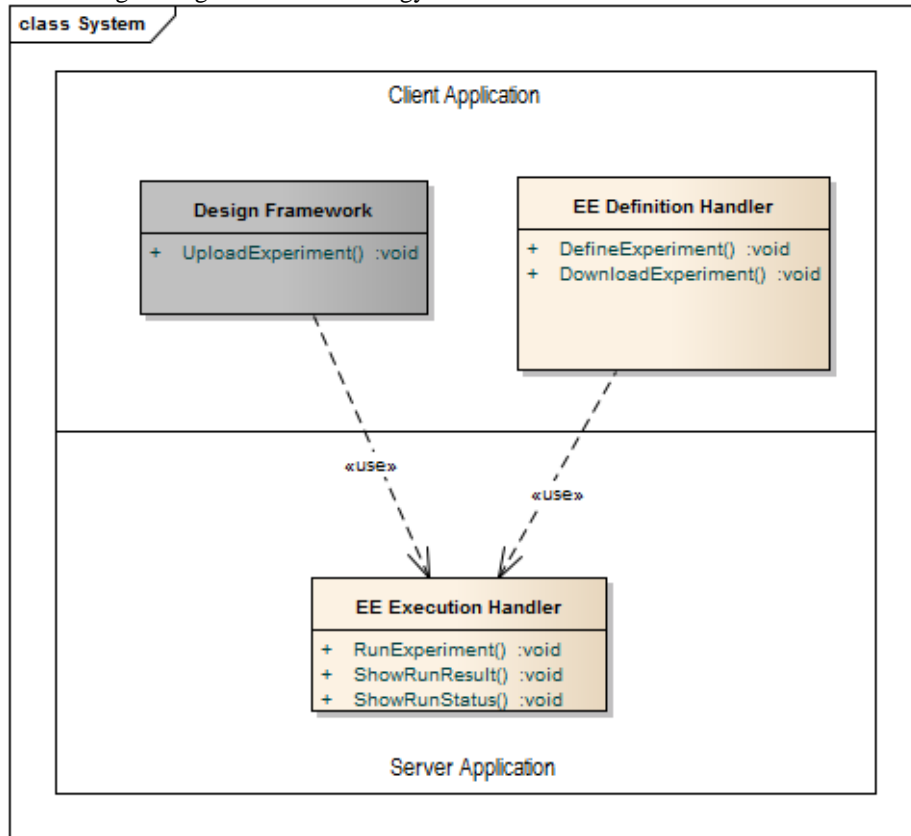 class System
Client Application
Design Framework
+ UploadExperiment() :void
EE Definition Handler
+ DefineExperiment() :void
+ DownloadExperiment() :void
«use»
«use»
EE Execution Handler
+ RunExperiment() :void
+ ShowRunResult() :void
+ ShowRunStatus() :void
Server Application